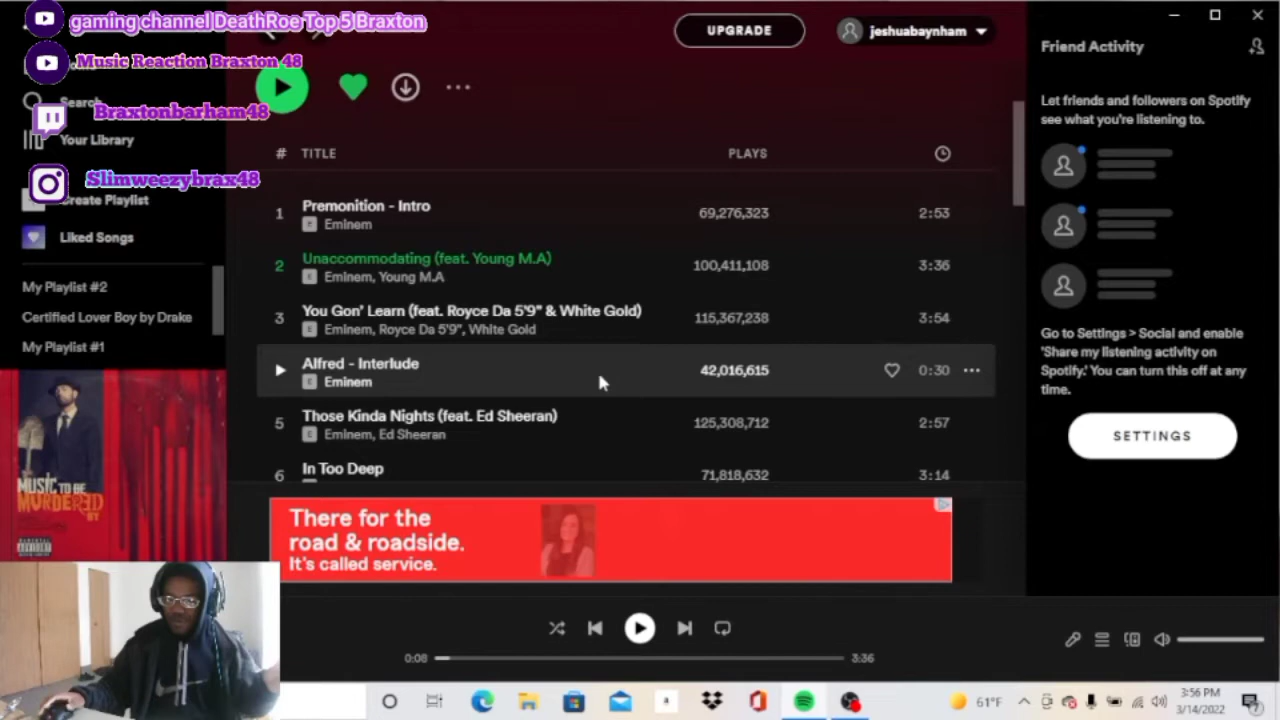 gaming channel DeathRoe Top 5 Braxton
Music Reaction Braxton 48
Braxtonbarham48
Slimweezybrax48
Search
Your Library
Create Playlist
Liked Songs
My Playlist #2
Certified Lover Boy by Drake
My Playlist #1
MUSIC TO BE
MURDERED
BY
UPGRADE
jeshuabaynham
# TITLE PLAYS
1 Premonition - Intro 69,276,323 2:53
E Eminem
2 Unaccommodating (feat. Young M.A) 100,411,108 3:36
E Eminem, Young M.A
3 You Gon' Learn (feat. Royce Da 5'9" & White Gold) 115,367,238 3:54
E Eminem, Royce Da 5'9", White Gold
Alfred - Interlude 42,016,615 0:30
E Eminem
5 Those Kinda Nights (feat. Ed Sheeran) 125,308,712 2:57
E Eminem, Ed Sheeran
6 In Too Deep 71,818,632 3:14
There for the
road & roadside.
It's called service.
Friend Activity
Let friends and followers on Spotify
see what you're listening to.
Go to Settings > Social and enable
'Share my listening activity on
Spotify.' You can turn this off at any
time.
SETTINGS
0:08 3:36
61°F
3:56 PM
3/14/2022